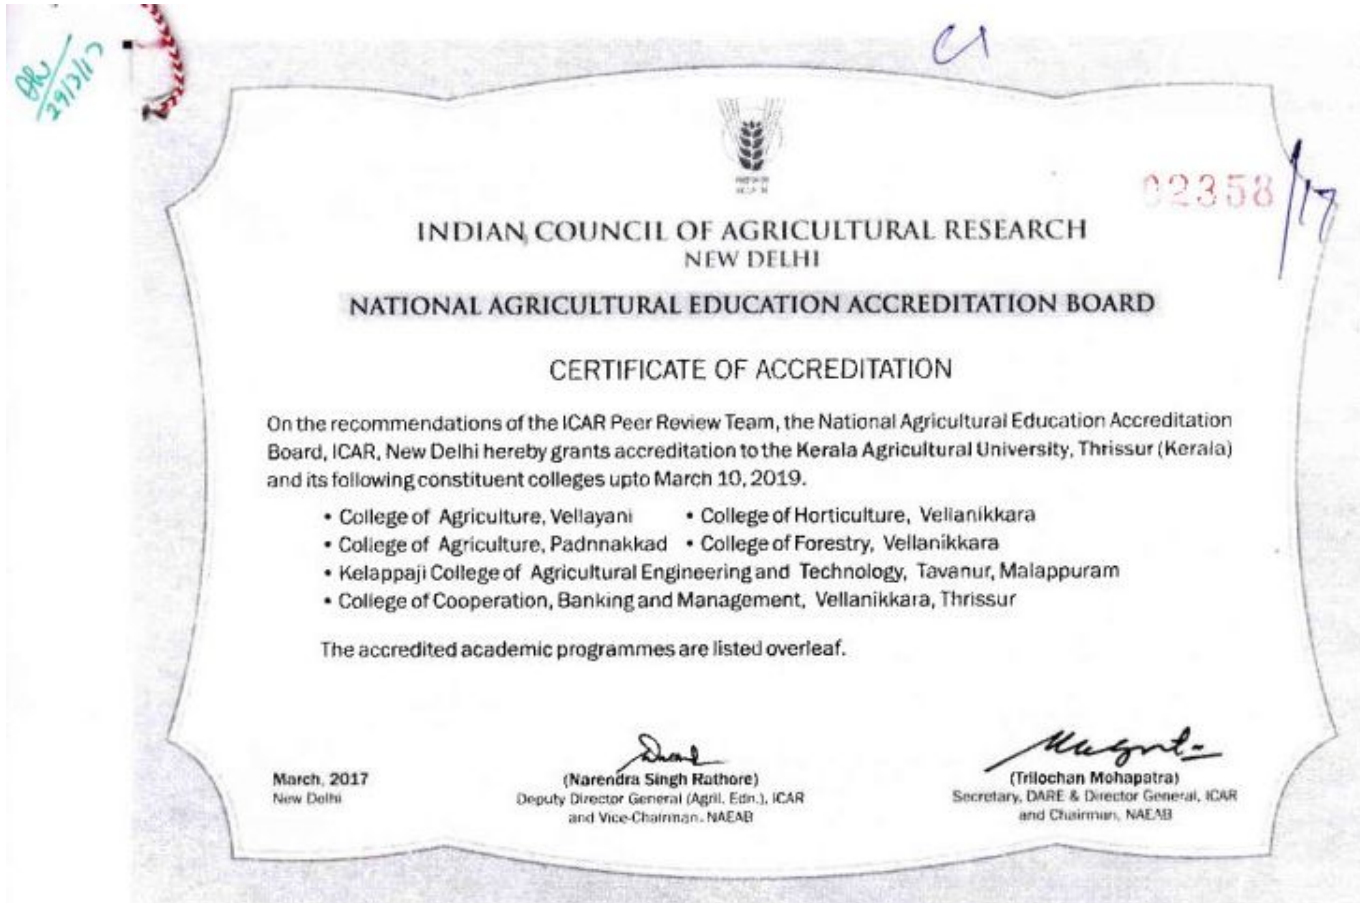 29/3/17
02358/17
INDIAN COUNCIL OF AGRICULTURAL RESEARCH
NEW DELHI
NATIONAL AGRICULTURAL EDUCATION ACCREDITATION BOARD
CERTIFICATE OF ACCREDITATION
On the recommendations of the ICAR Peer Review Team, the National Agricultural Education Accreditation
Board, ICAR, New Delhi hereby grants accreditation to the Kerala Agricultural University, Thrissur (Kerala)
and its following constituent colleges upto March 10, 2019.
• College of Agriculture, Vellayani • College of Horticulture, Vellanikkara
• College of Agriculture, Padnnakkad • College of Forestry, Vellanikkara
• Kelappaji College of Agricultural Engineering and Technology, Tavanur, Malappuram
• College of Cooperation, Banking and Management, Vellanikkara, Thrissur
The accredited academic programmes are listed overleaf.
March, 2017
New Delhi
(Narendra Singh Rathore)
Deputy Director General (Agril. Edn.), ICAR
and Vice-Chairman, NAEAB
(Trilochan Mohapatra)
Secretary, DARE & Director General, ICAR
and Chairman, NAEAB